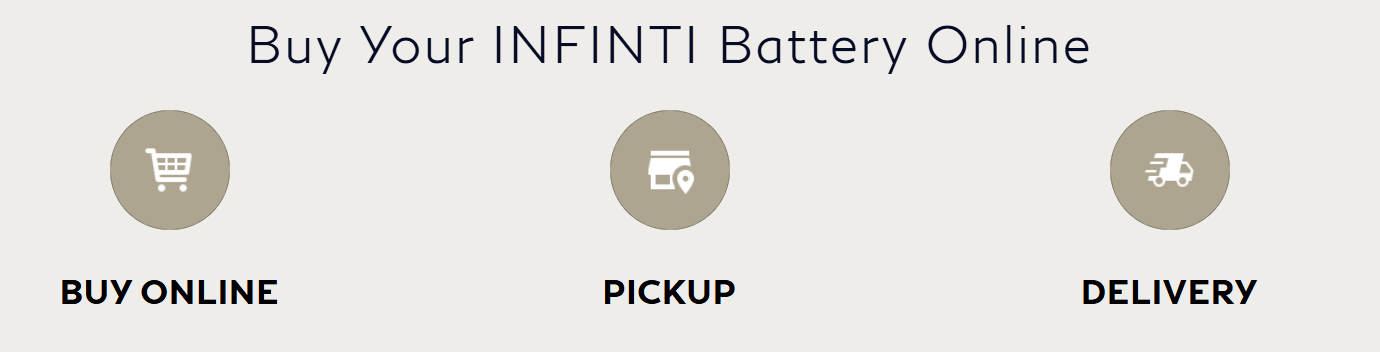 Buy Your INFINTI Battery Online
BUY ONLINE
PICKUP
DELIVERY